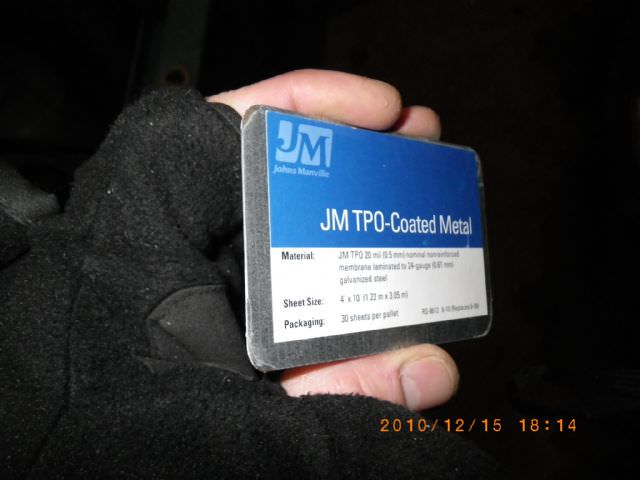 JM
Johns Manville
JM TPO-Coated Metal
Material: JM TPO 20 mil (0.5 mm) nominal nonreinforced
membrane laminated to 24-gauge (0.61 mm)
galvanized steel
Sheet Size: 4' x 10' (1.22 m x 3.05 m)
Packaging: 30 sheets per pallet
(Replaces
2010/12/15 18:14